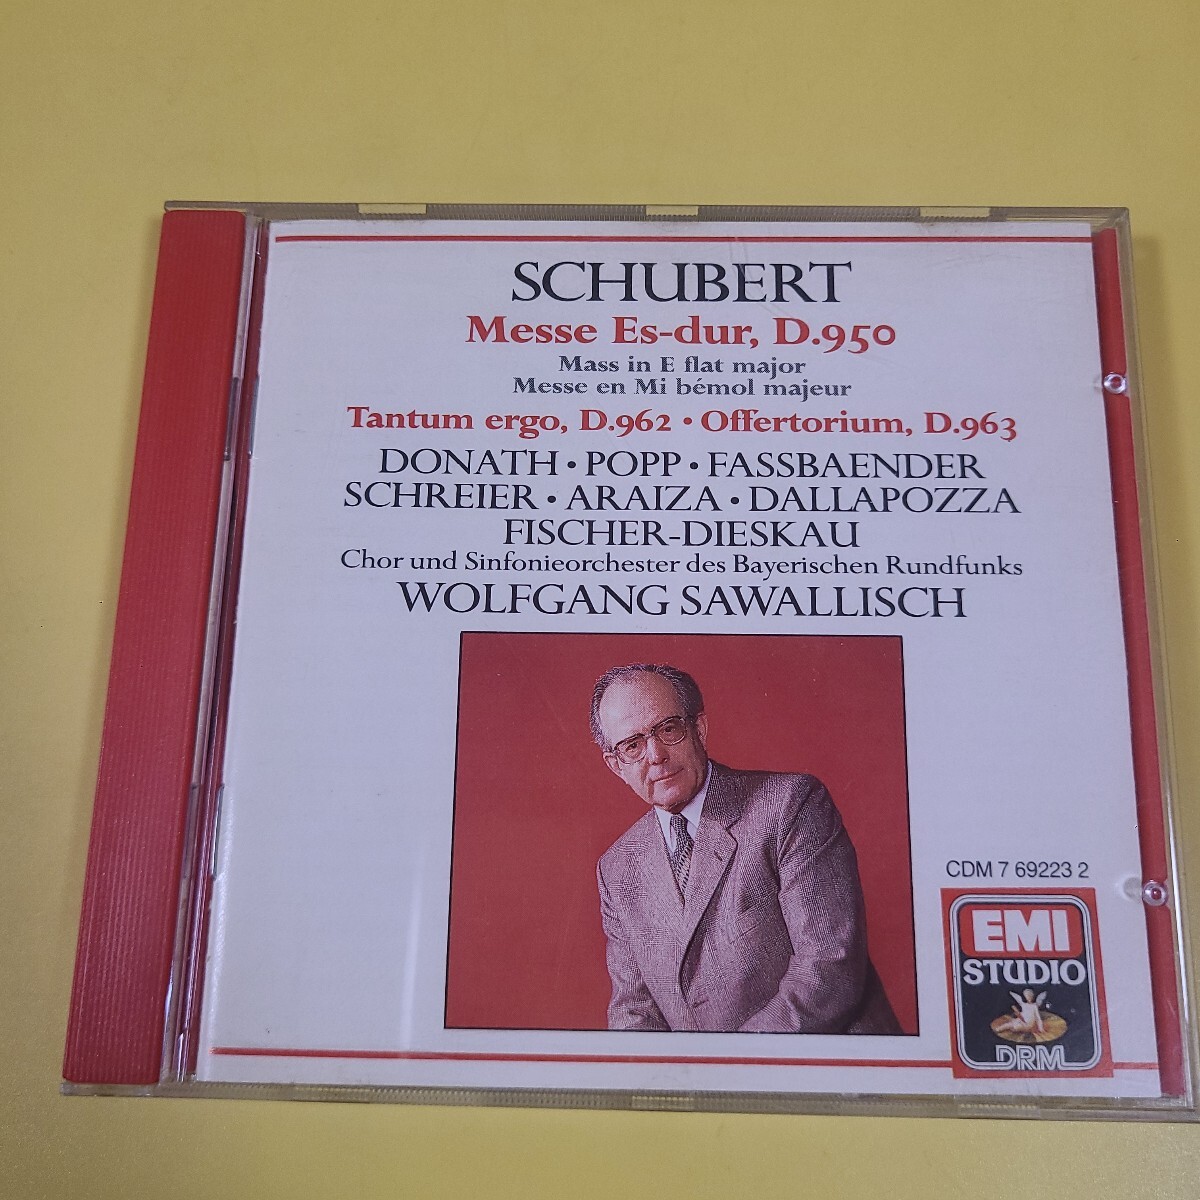 SCHUBERT
Messe Es-dur, D.950
Mass in E flat major
Messe en Mi bémol majeur
Tantum ergo, D.962 • Offertorium, D.963
DONATH • POPP • FASSBAENDER
SCHREIER • ARAIZA • DALLAPOZZA
FISCHER-DIESKAU
Chor und Sinfonieorchester des Bayerischen Rundfunks
WOLFGANG SAWALLISCH
CDM 7 69223 2
EMI
STUDIO
DRM